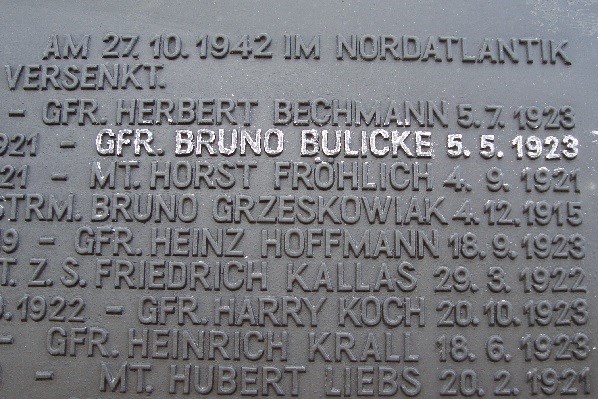 AM 27.10.1942 IM NORDATLANTIK
VERSENKT.
- GFR. HERBERT BECHMANN 5.7.1923
921 - GFR. BRUNO BULICKE 5.5.1923
21 - MT. HORST FRÖHLICH 4.9.1921
STRM. BRUNO GRZESKOWIAK 4.12.1915
9 - GFR. HEINZ HOFFMANN 18.9.1923
T. Z. S. FRIEDRICH KALLAS 29.3.1922
.1922 - GFR. HARRY KOCH 20.10.1923
- GFR. HEINRICH KRALL 18.6.1923
- MT. HUBERT LIEBS 20.2.1921